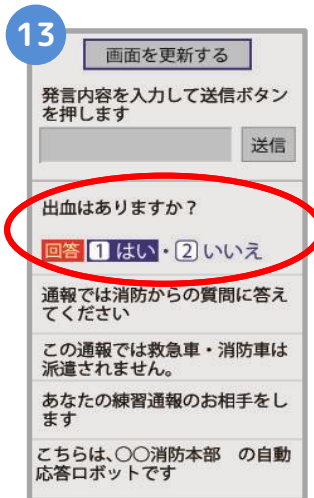 13
画面を更新する
発言内容を入力して送信ボタン
を押します
送信
出血はありますか？
回答 1 はい・2 いいえ
通報では消防からの質問に答え
てください
この通報では救急車・消防車は
派遣されません。
あなたの練習通報のお相手をし
ます
こちらは、〇〇消防本部　の自動
応答ロボットです